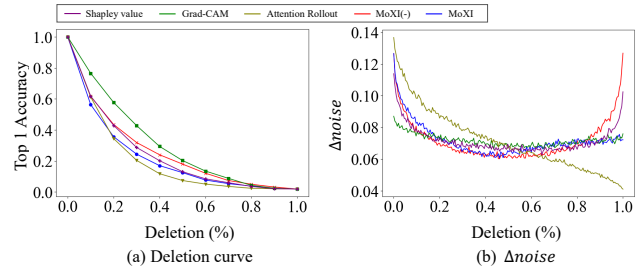 Shapley value Grad-CAM Attention Rollout MoXI(-) MoXI
Top 1 Accuracy
1.0
0.8
0.6
0.4
0.2
0.0
0.0 0.2 0.4 0.6 0.8 1.0
Deletion (%)
(a) Deletion curve
Δnoise
0.14
0.12
0.10
0.08
0.06
0.04
0.0 0.2 0.4 0.6 0.8 1.0
Deletion (%)
(b) Δnoise